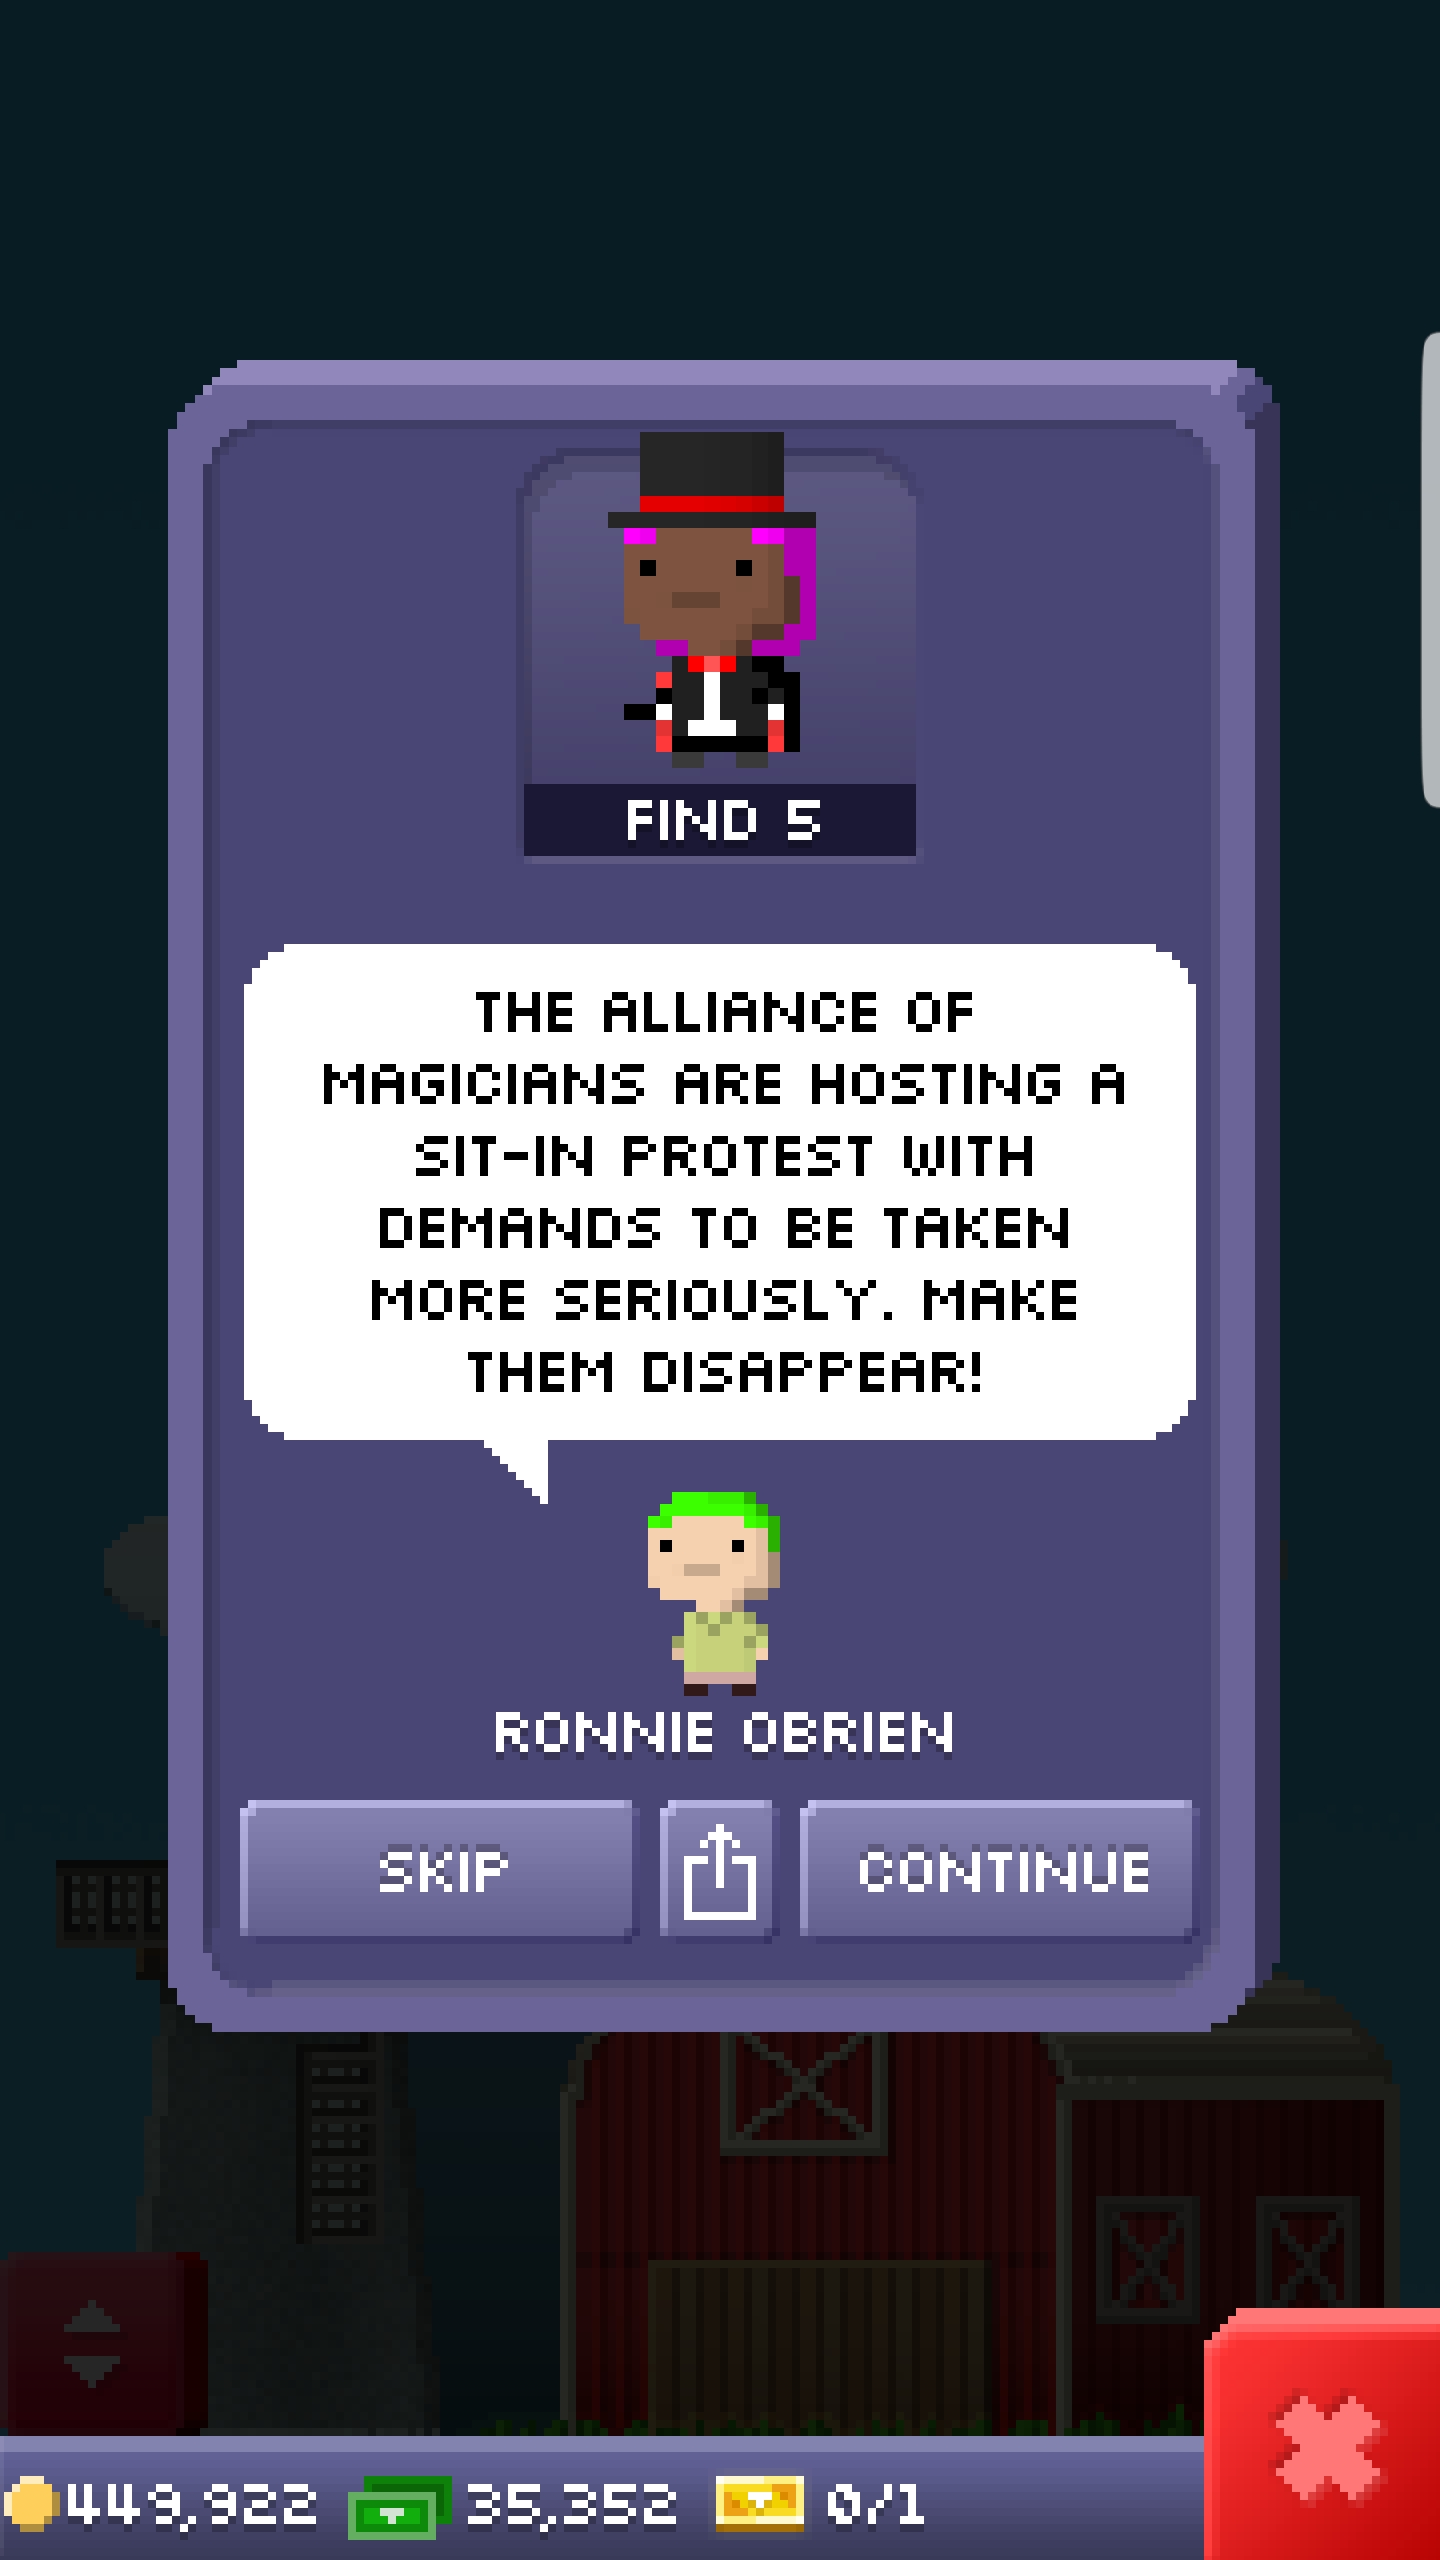 FIND 5
THE ALLIANCE OF
MAGICIANS ARE HOSTING A
SIT-IN PROTEST WITH
DEMANDS TO BE TAKEN
MORE SERIOUSLY. MAKE
THEM DISAPPEAR!
RONNIE OBRIEN
SKIP CONTINUE
449,922 35,352 0/1